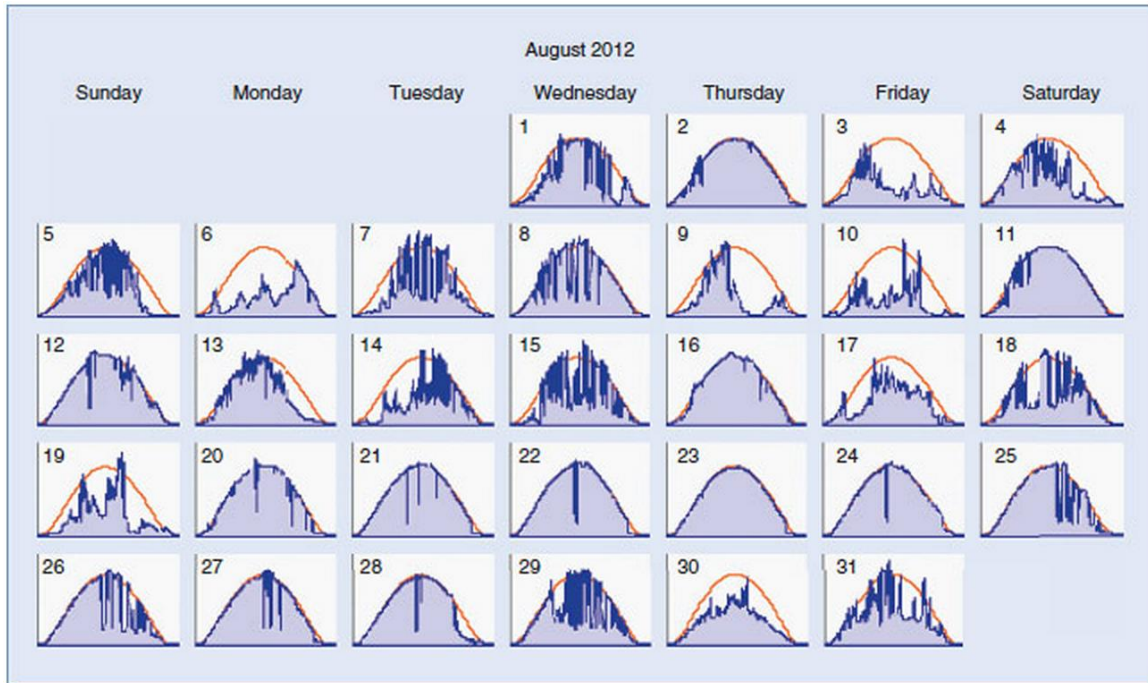 August 2012
Sunday Monday Tuesday Wednesday Thursday Friday Saturday
1 2 3 4
5 6 7 8 9 10 11
12 13 14 15 16 17 18
19 20 21 22 23 24 25
26 27 28 29 30 31